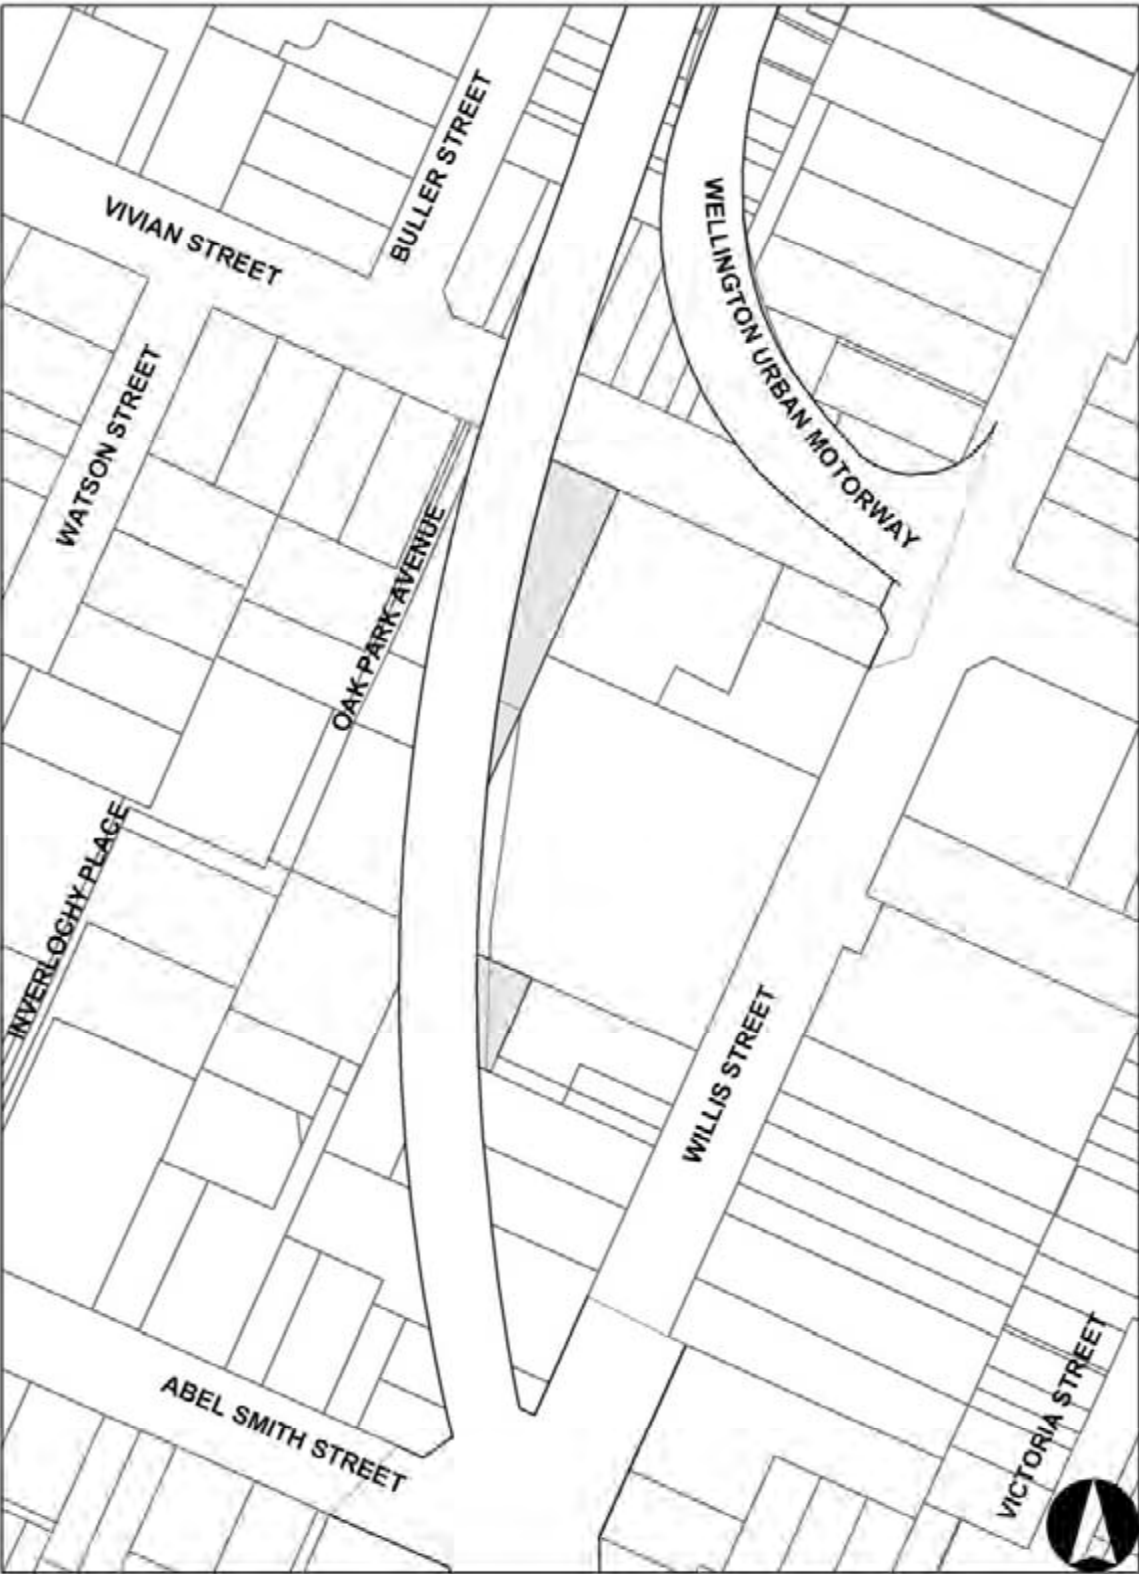 BULLER STREET
VIVIAN STREET
WELLINGTON URBAN MOTORWAY
WATSON STREET
OAK PARK AVENUE
INVERLOCHY PLACE
WILLIS STREET
ABEL SMITH STREET
VICTORIA STREET